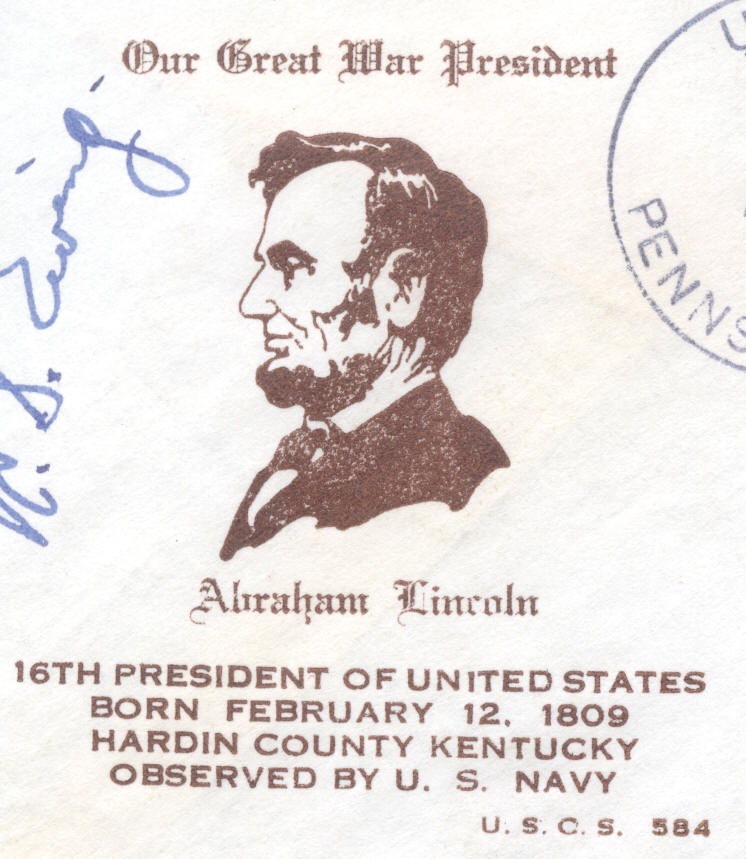 Our Great War President
U.
PENNS
Abraham Lincoln
16TH PRESIDENT OF UNITED STATES
BORN FEBRUARY 12, 1809
HARDIN COUNTY KENTUCKY
OBSERVED BY U. S. NAVY
U. S. C. S. 584